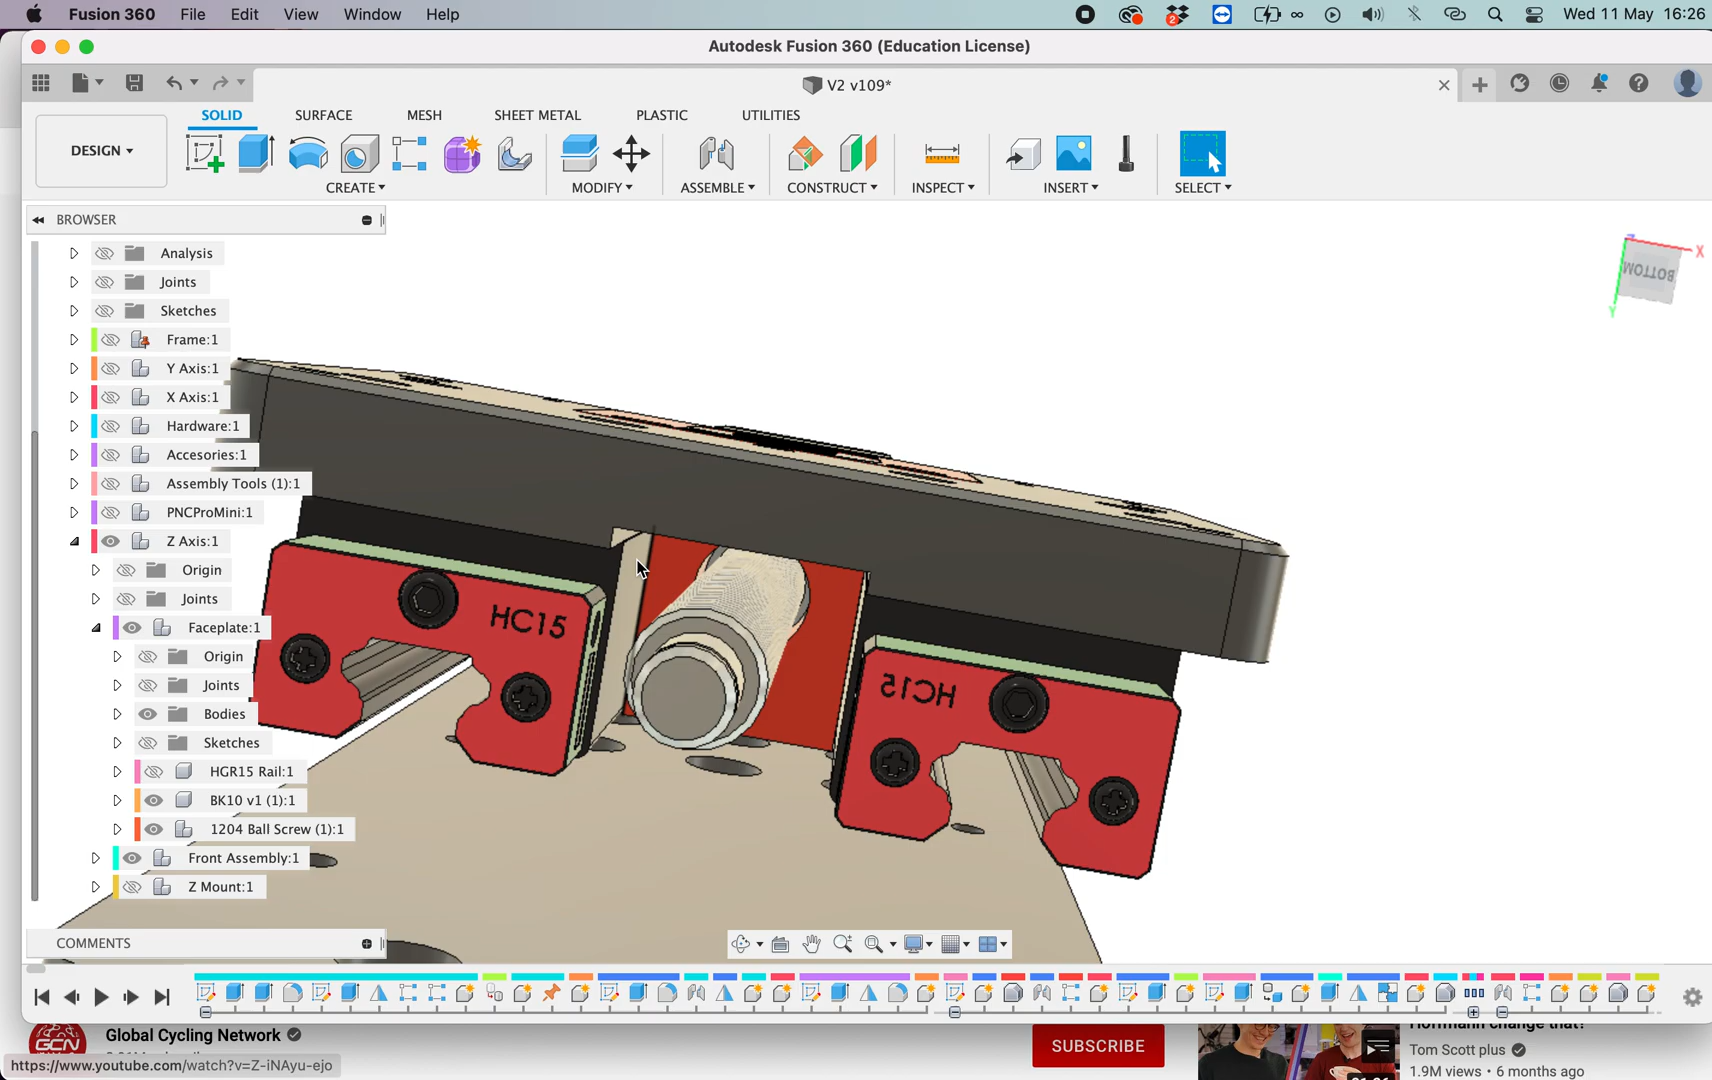 Fusion 360 File Edit View Window Help
2
Wed 11 May 16:26
Autodesk Fusion 360 (Education License)
V2 v109*
SOLID SURFACE MESH SHEET METAL PLASTIC UTILITIES
DESIGN
CREATE MODIFY ASSEMBLE CONSTRUCT INSPECT INSERT SELECT
BROWSER
Analysis
Joints
Sketches
Frame:1
Y Axis:1
X Axis:1
Hardware:1
Accesories:1
Assembly Tools (1):1
PNCProMini:1
Z Axis:1
Origin
Joints
Faceplate:1
Origin
Joints
Bodies
Sketches
HGR15 Rail:1
BK10 v1 (1):1
1204 Ball Screw (1):1
Front Assembly:1
Z Mount:1
HC15
HC15
Z
X
BOTTOM
Y
COMMENTS
Global Cycling Network
SUBSCRIBE
Hoffmann change that?
Tom Scott plus
1.9M views • 6 months ago
https://www.youtube.com/watch?v=Z-iNAyu-ejo
GCN